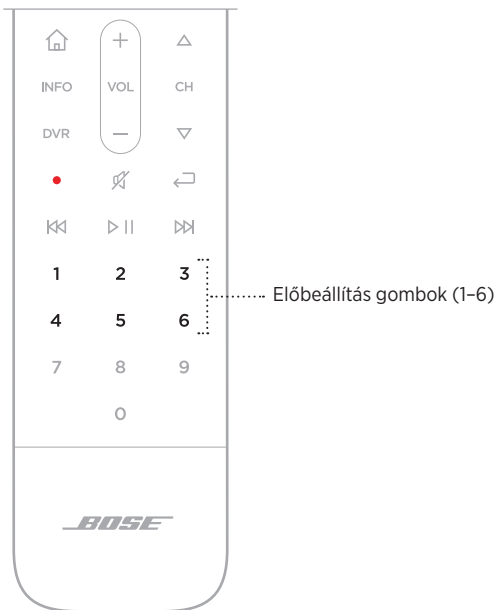 INFO VOL CH
DVR
1 2 3
Előbeállítás gombok (1–6)
4 5 6
7 8 9
0
BOSE